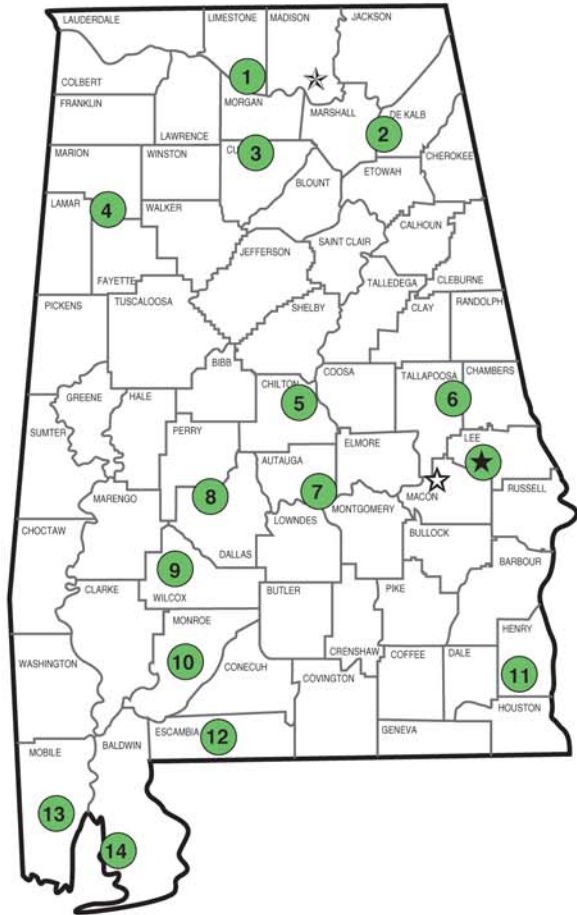 LAUDERDALE
LIMESTONE
MADISON
JACKSON
COLBERT
1
FRANKLIN
MORGAN
LAWRENCE
MARSHALL
DE KALB
2
MARION
WINSTON
CU
3
CHEROKEE
ETOWAH
BLOUNT
LAMAR
4
WALKER
CALHOUN
SAINT CLAIR
JEFFERSON
FAYETTE
TALLEDEGA
CLEBURNE
PICKENS
TUSCALOOSA
SHELBY
RANDOLPH
CLAY
BIBB
COOSA
TALLAPOOSA
CHAMBERS
CHILTON
5
6
GREENE
HALE
SUMTER
PERRY
ELMORE
LEE
AUTAUGA
7
8
MARENGO
MACON
RUSSELL
LOWNDES
MONTGOMERY
CHOCTAW
DALLAS
BULLOCK
BARBOUR
9
CLARKE
WILCOX
BUTLER
PIKE
MONROE
HENRY
10
CRENSHAW
COFFEE
DALE
WASHINGTON
CONECUH
COVINGTON
11
HOUSTON
ESCAMBIA
12
GENEVA
MOBILE
BALDWIN
13
14